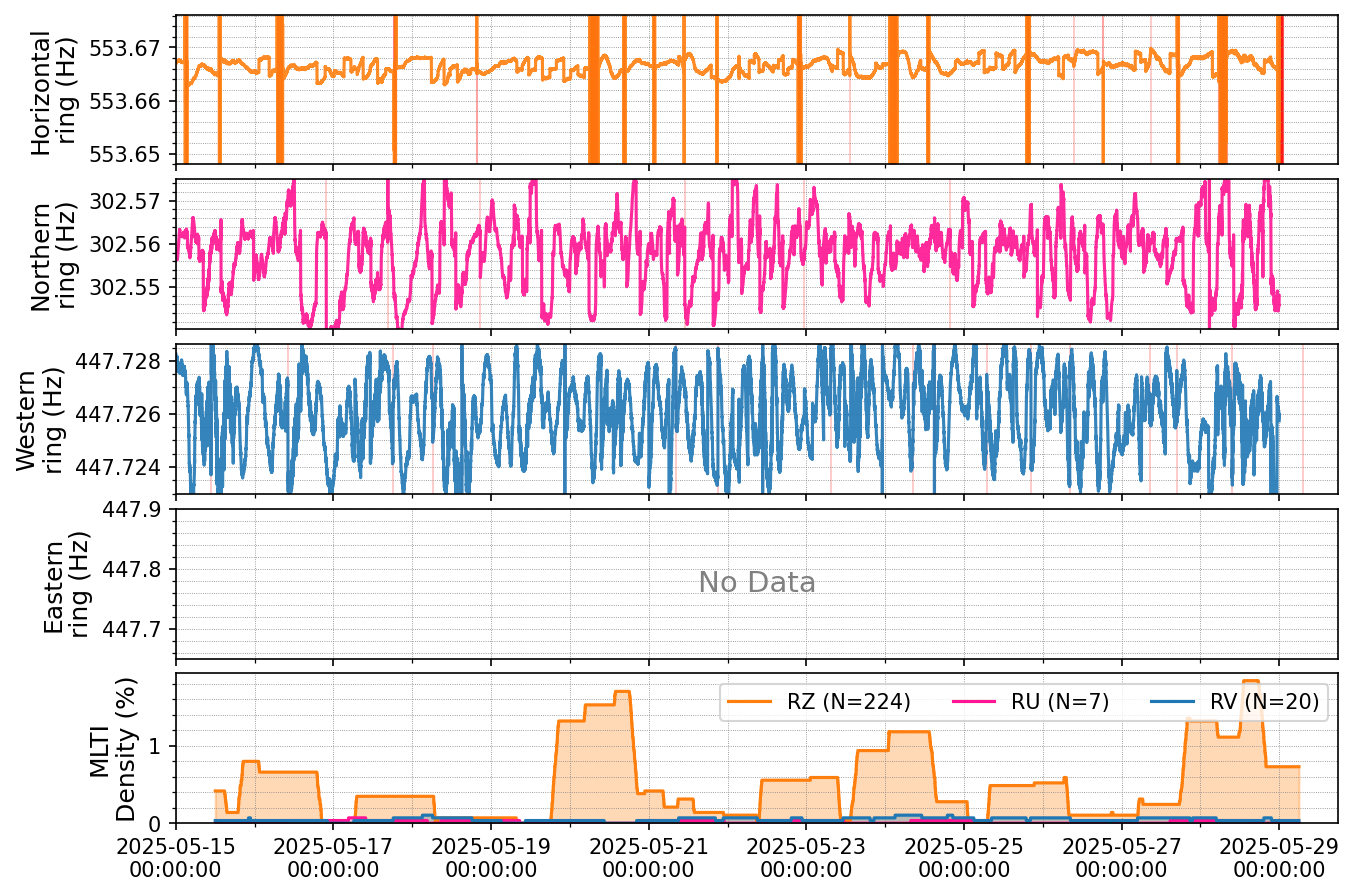 Horizontal
ring (Hz)
553.67
553.66
553.65
Northern
ring (Hz)
302.57
302.56
302.55
Western
ring (Hz)
447.728
447.726
447.724
Eastern
ring (Hz)
447.9
447.8
447.7
No Data
MLTI
Density (%)
1
0
RZ (N=224) RU (N=7) RV (N=20)
2025-05-15 2025-05-17 2025-05-19 2025-05-21 2025-05-23 2025-05-25 2025-05-27 2025-05-29
00:00:00 00:00:00 00:00:00 00:00:00 00:00:00 00:00:00 00:00:00 00:00:00